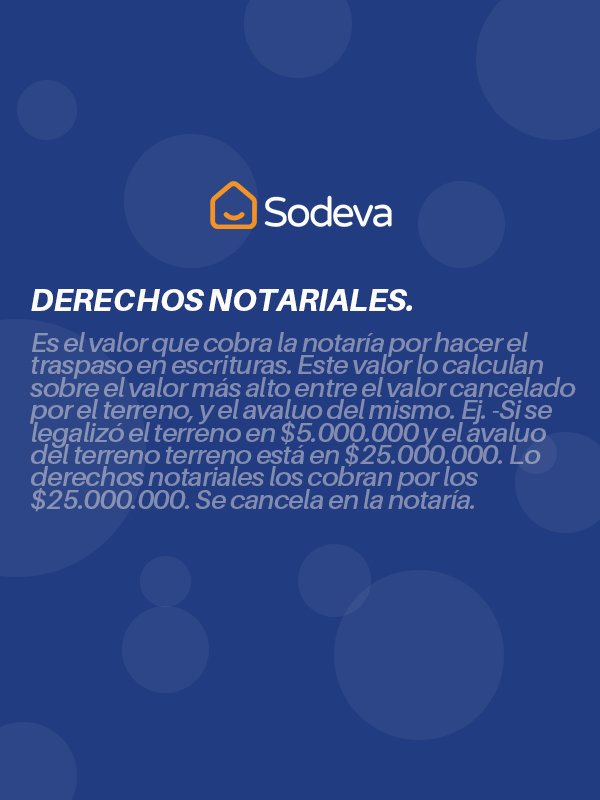 Sodeva
DERECHOS NOTARIALES.
Es el valor que cobra la notaría por hacer el
traspaso en escrituras. Este valor lo calculan
sobre el valor más alto entre el valor cancelado
por el terreno, y el avaluo del mismo. Ej. -Si se
legalizó el terreno en $5.000.000 y el avaluo
del terreno terreno está en $25.000.000. Lo
derechos notariales los cobran por los
$25.000.000. Se cancela en la notaría.